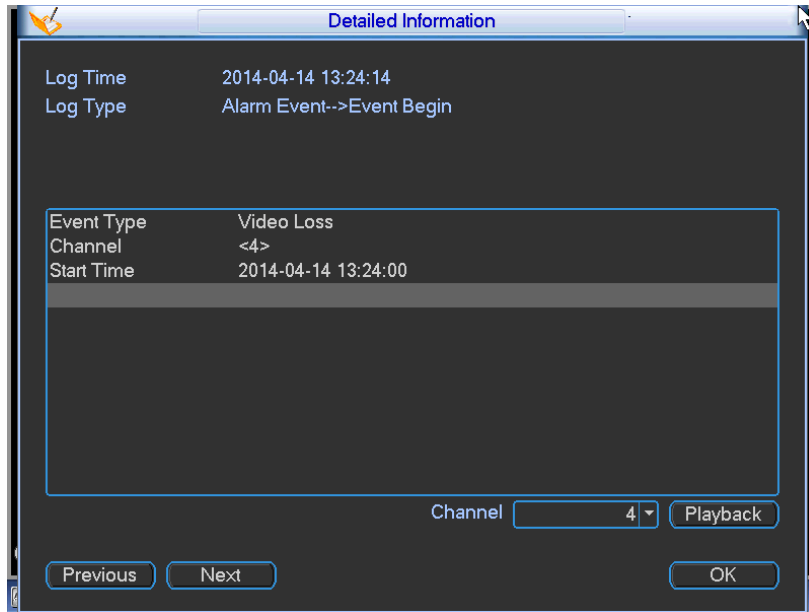 Detailed Information
Log Time 2014-04-14 13:24:14
Log Type Alarm Event-->Event Begin
Event Type Video Loss
Channel <4>
Start Time 2014-04-14 13:24:00
Channel 4 Playback
Previous Next OK